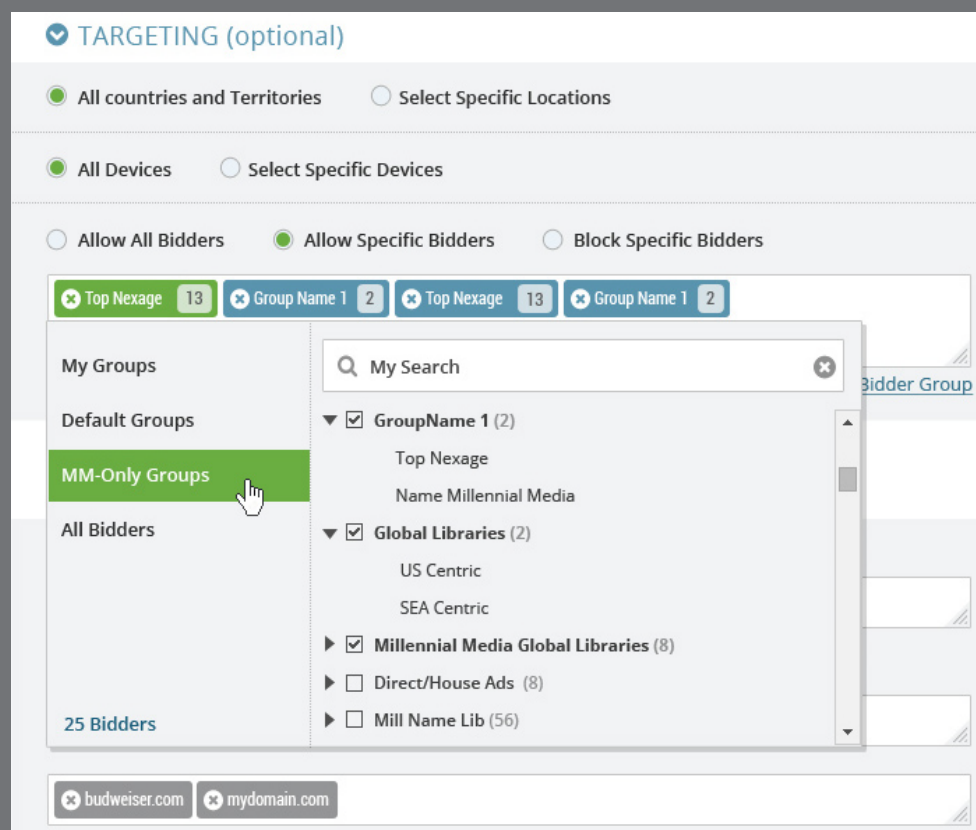 TARGETING (optional)
All countries and Territories Select Specific Locations
All Devices Select Specific Devices
Allow All Bidders Allow Specific Bidders Block Specific Bidders
Top Nexage 13 Group Name 1 2 Top Nexage 13 Group Name 1 2
My Groups
Default Groups
MM-Only Groups
All Bidders
25 Bidders
My Search
GroupName 1 (2)
Top Nexage
Name Millennial Media
Global Libraries (2)
US Centric
SEA Centric
Millennial Media Global Libraries (8)
Direct/House Ads (8)
Mill Name Lib (56)
Bidder Group
budweiser.com mydomain.com